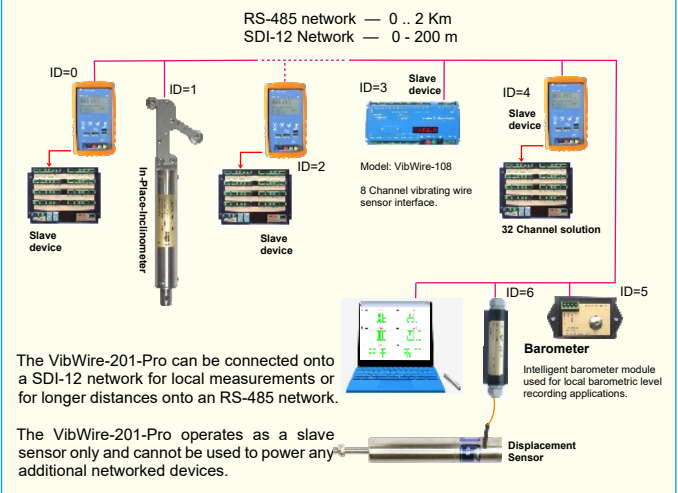 RS-485 network — 0 .. 2 Km
SDI-12 Network — 0 - 200 m
ID=0
ID=1
ID=2
ID=3
Slave
device
ID=4
Slave
device
In-Place-Inclinometer
Model: VibWire-108
8 Channel vibrating wire
sensor interface.
Slave
device
Slave
device
32 Channel solution
ID=6
ID=5
Barometer
Intelligent barometer module
used for local barometric level
recording applications.
The VibWire-201-Pro can be connected onto
a SDI-12 network for local measurements or
for longer distances onto an RS-485 network.
The VibWire-201-Pro operates as a slave
sensor only and cannot be used to power any
additional networked devices.
Displacement
Sensor